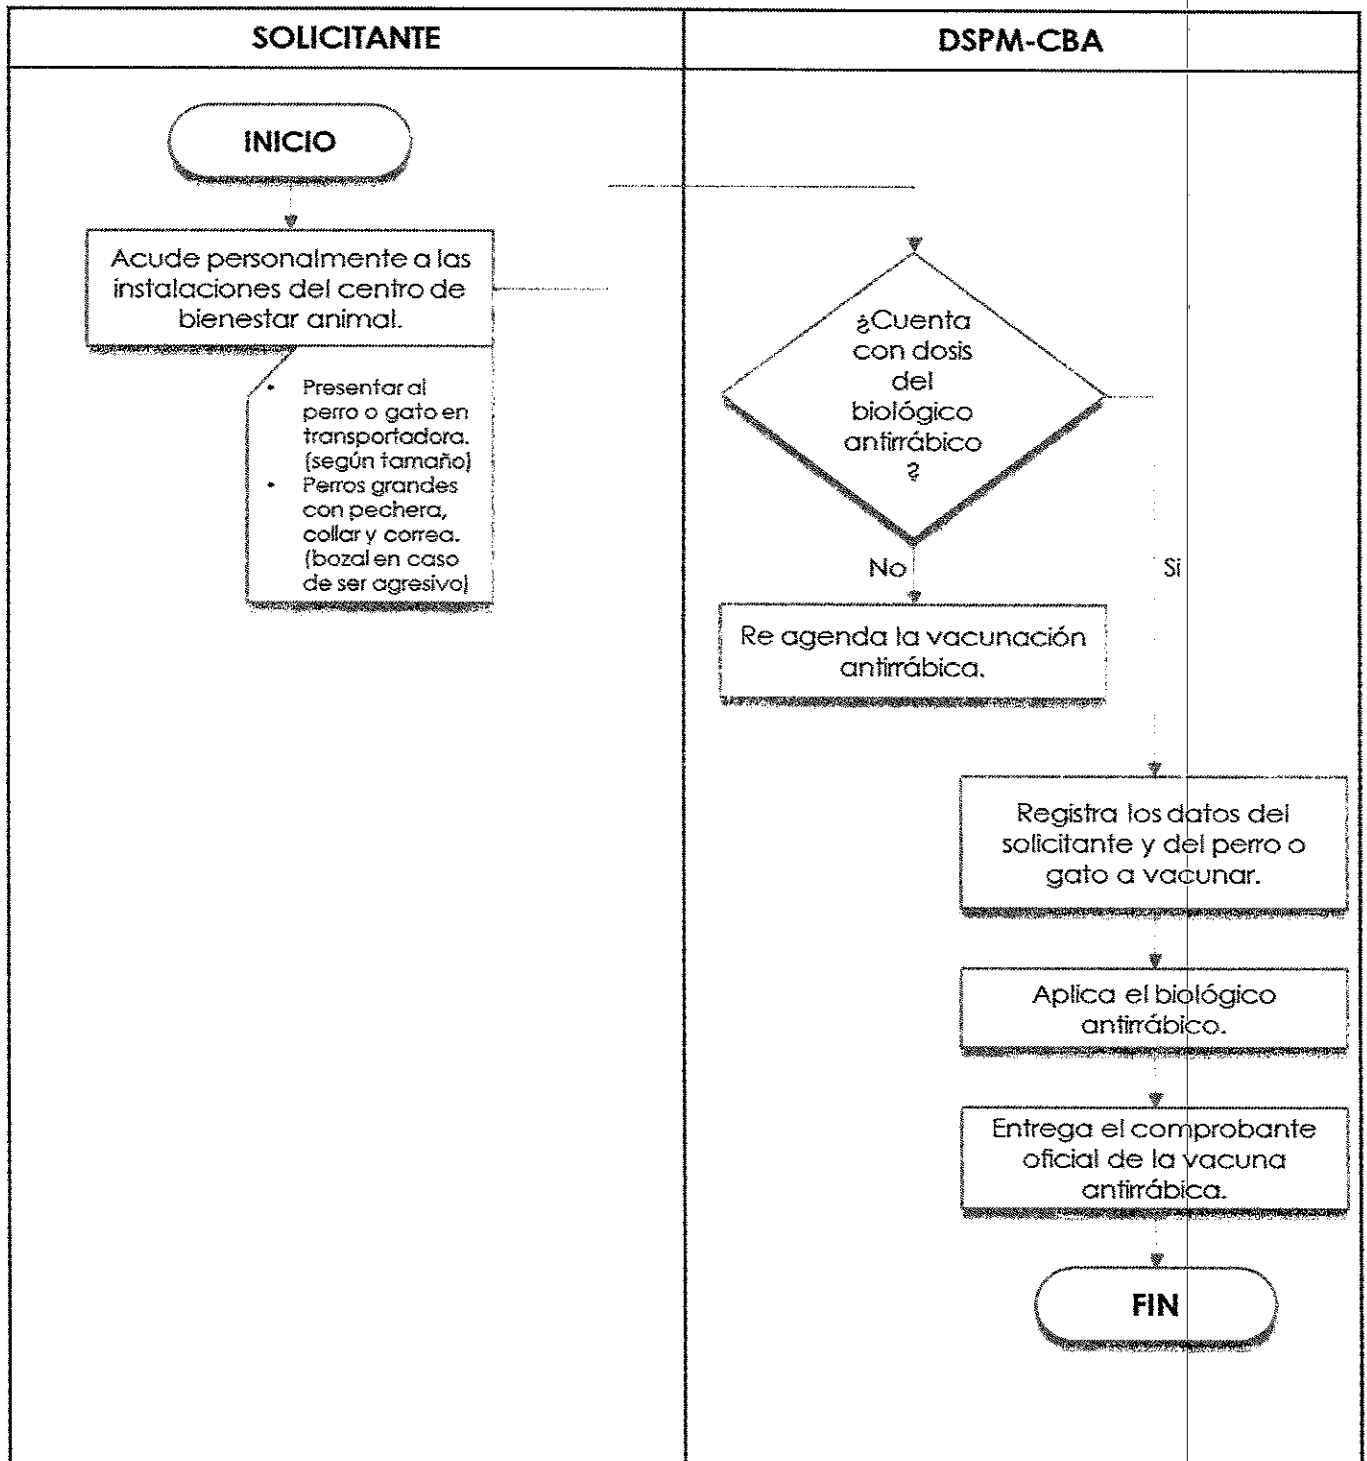 SOLICITANTE
DSPM-CBA
INICIO
Acude personalmente a las
instalaciones del centro de
bienestar animal.
• Presentar al
perro o gato en
transportadora.
(según tamaño)
• Perros grandes
con pechera,
collar y correa.
(bozal en caso
de ser agresivo)
¿Cuenta
con dosis
del
biológico
antirrábico
?
No
Si
Re agenda la vacunación
antirrábica.
Registra los datos del
solicitante y del perro o
gato a vacunar.
Aplica el biológico
antirrábico.
Entrega el comprobante
oficial de la vacuna
antirrábica.
FIN